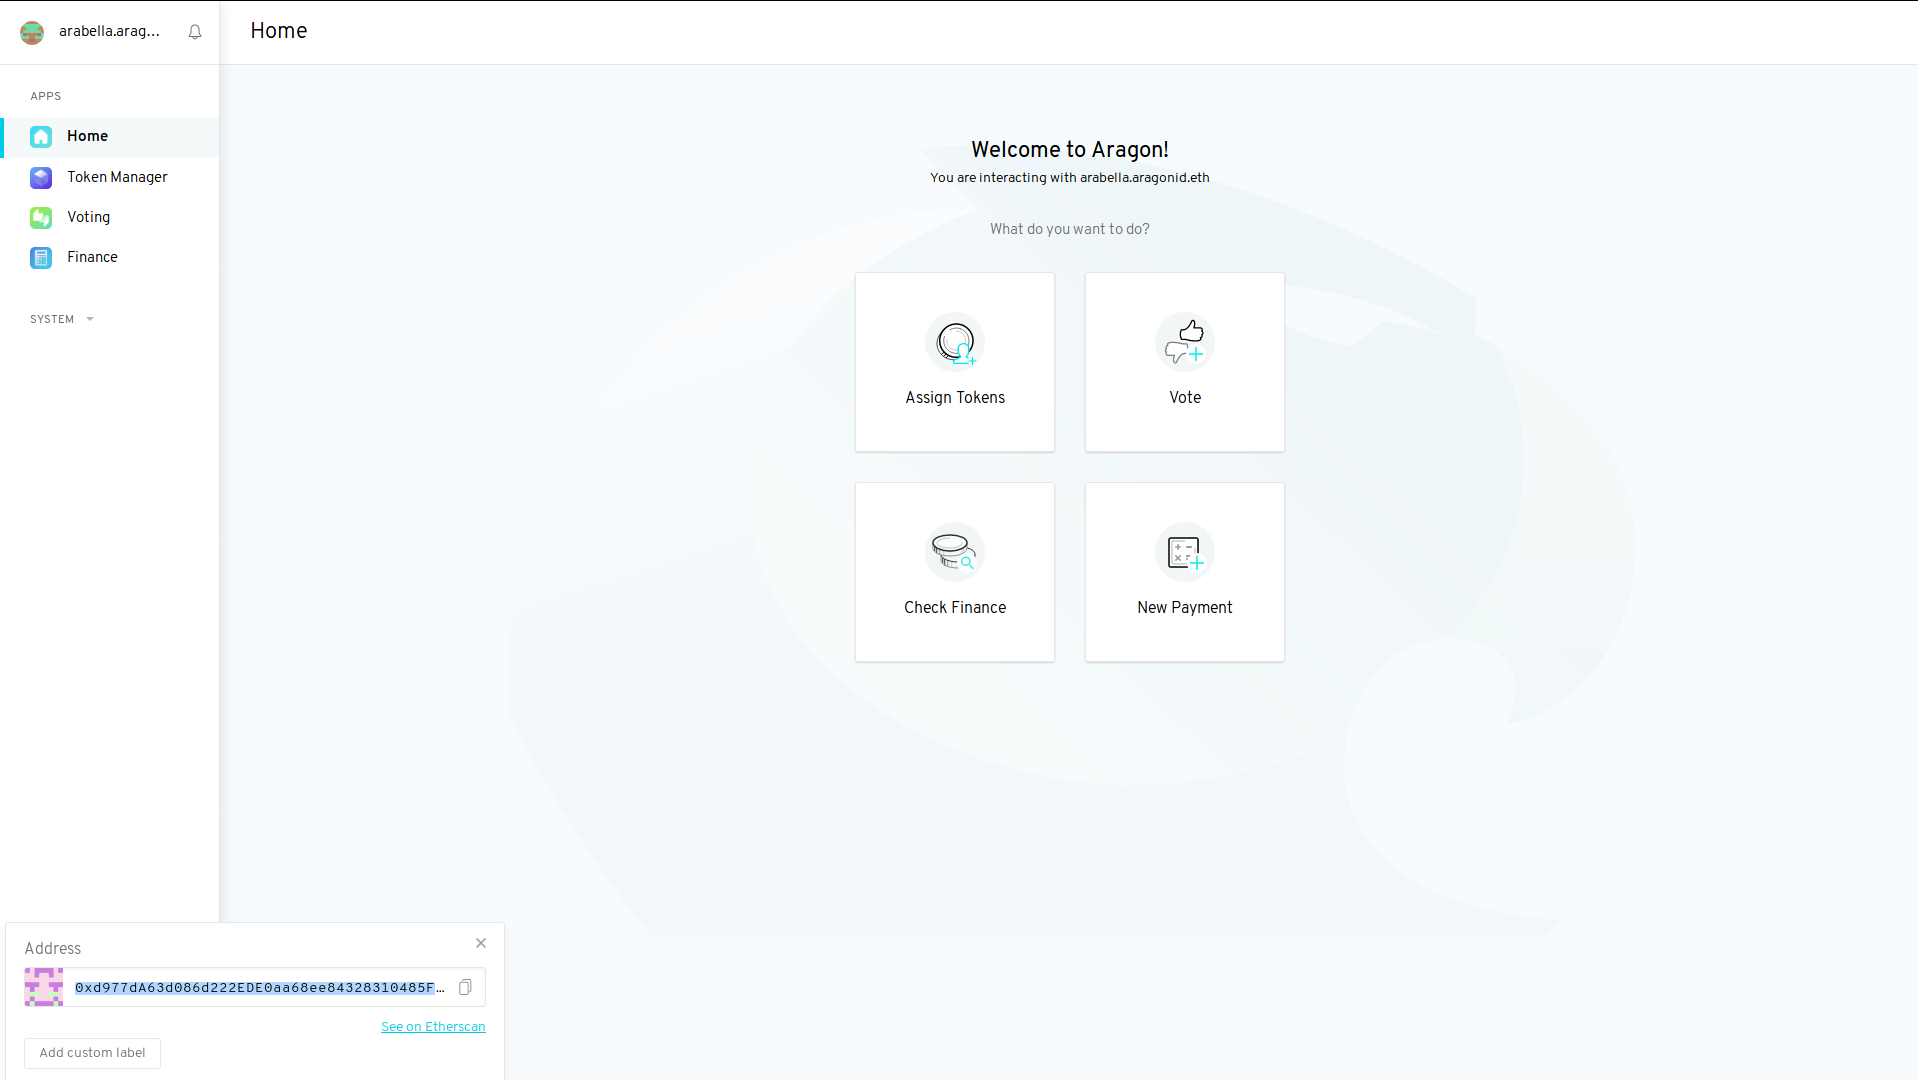 arabella.arag...
Home
APPS
Home
Token Manager
Voting
Finance
SYSTEM
Welcome to Aragon!
You are interacting with arabella.aragonid.eth
What do you want to do?
Assign Tokens
Vote
Check Finance
New Payment
Address
0xd977dA63d086d222EDE0aa68ee84328310485F…
See on Etherscan
Add custom label